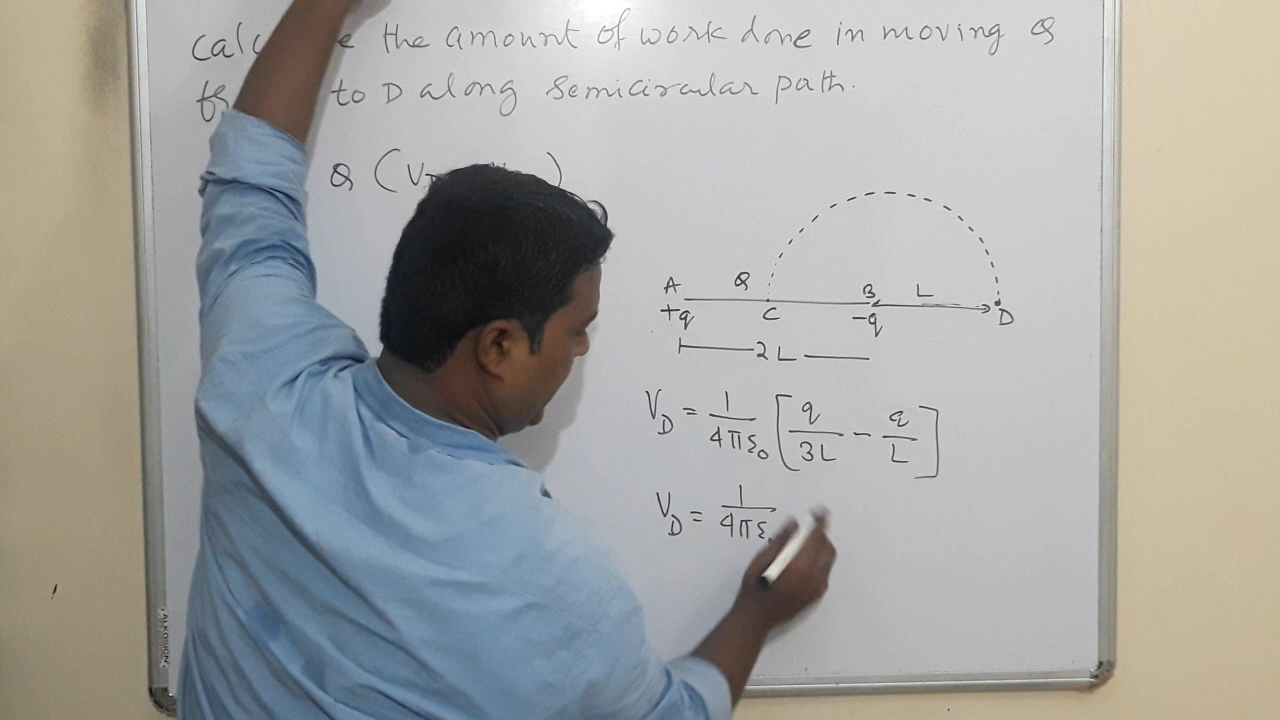 the amount of work done in moving Q
to D along semicircular path.
Q (V )
A Q B L
+q C -q D
2L
V_D = 1/4πε₀ [q/3L - q/L]
V_D = 1/4πε